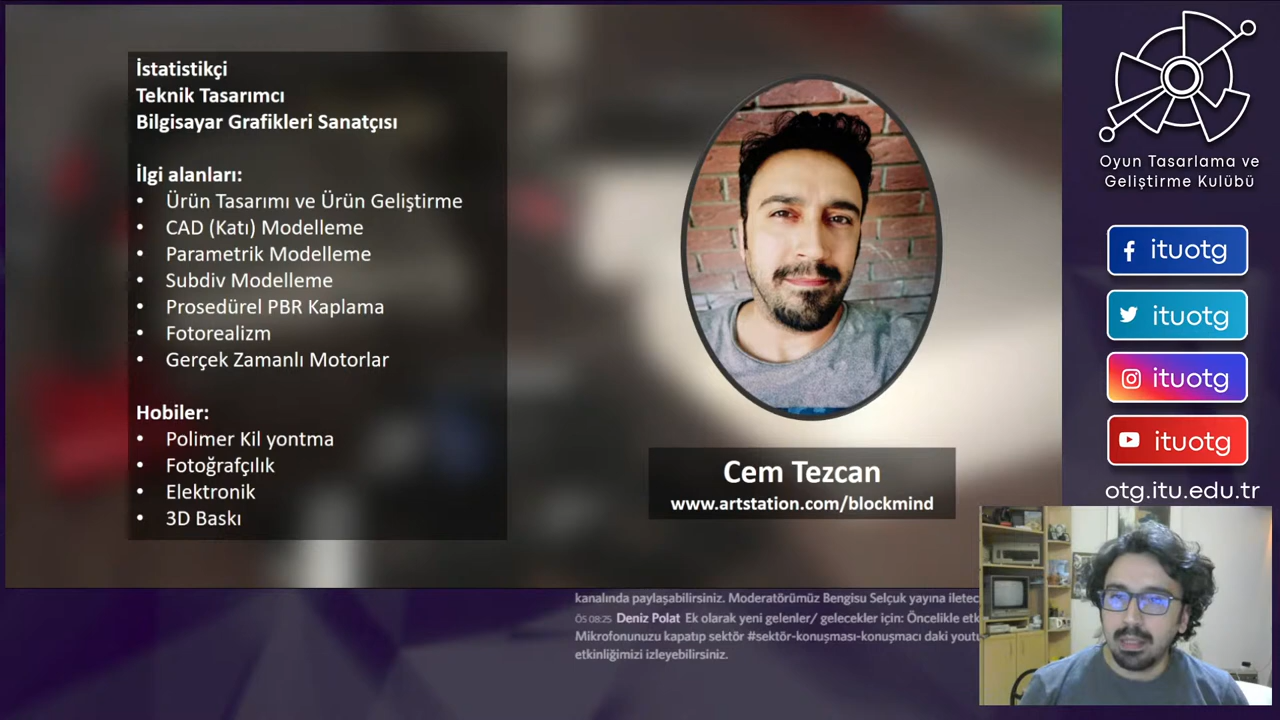 İstatistikçi
Teknik Tasarımcı
Bilgisayar Grafikleri Sanatçısı
İlgi alanları:
• Ürün Tasarımı ve Ürün Geliştirme
• CAD (Katı) Modelleme
• Parametrik Modelleme
• Subdiv Modelleme
• Prosedürel PBR Kaplama
• Fotorealizm
• Gerçek Zamanlı Motorlar
Hobiler:
• Polimer Kil yontma
• Fotoğrafçılık
• Elektronik
• 3D Baskı
Cem Tezcan
www.artstation.com/blockmind
Oyun Tasarlama ve
Geliştirme Kulübü
ituotg
ituotg
ituotg
ituotg
otg.itu.edu.tr
kanalında paylaşabilirsiniz. Moderatörümüz Bengisu Selçuk yayına iletec
ÖS 08:25 Deniz Polat Ek olarak yeni gelenler/ gelecekler için: Öncelikle etk
Mikrofonunuzu kapatıp sektör #sektör-konuşması-konuşmacı daki youtu
etkinliğimizi izleyebilirsiniz.